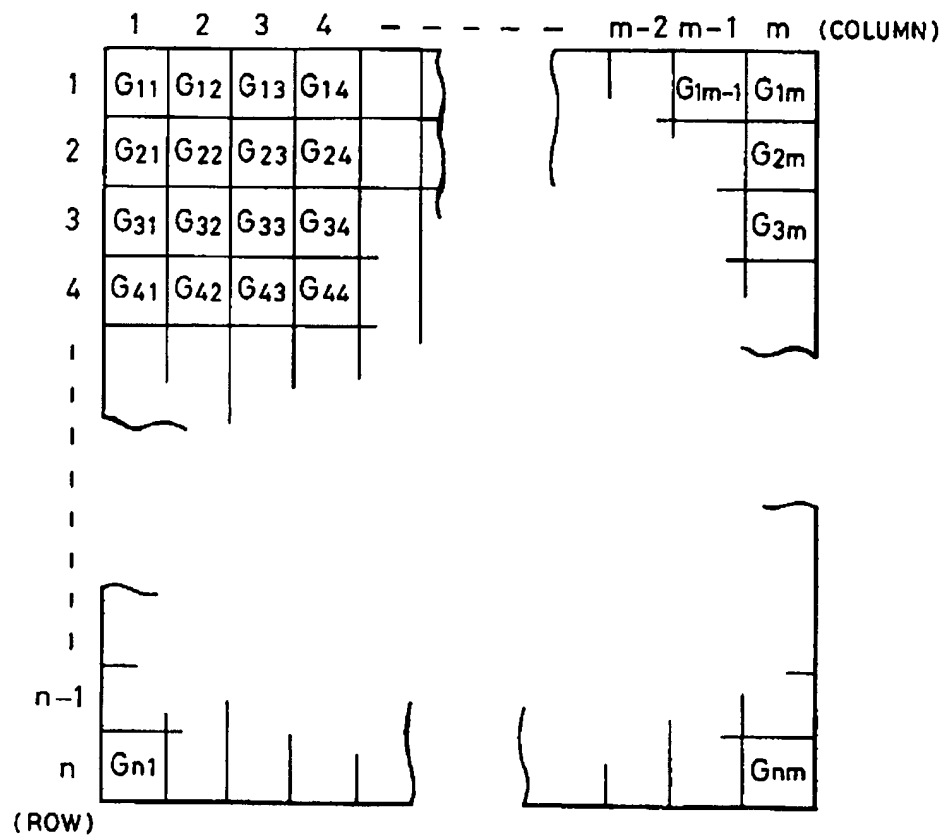 1 2 3 4 – – – – – – m-2 m-1 m (COLUMN)
1 G11 G12 G13 G14 G1m-1 G1m
2 G21 G22 G23 G24 G2m
3 G31 G32 G33 G34 G3m
4 G41 G42 G43 G44
n-1
n Gn1 Gnm
(ROW)